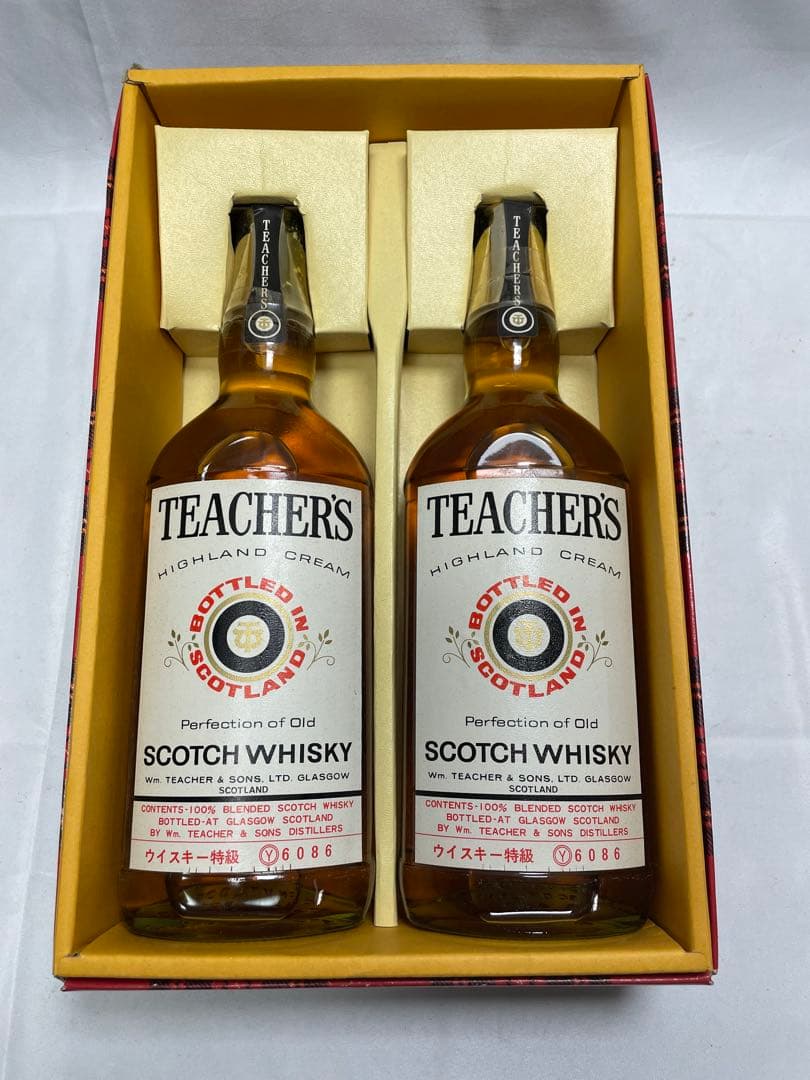 TEACHER'S
TEACHER'S
HIGHLAND CREAM
BOTTLED IN
SCOTLAND
Perfection of Old
SCOTCH WHISKY
Wm. TEACHER & SONS, LTD. GLASGOW
SCOTLAND
CONTENTS-100% BLENDED SCOTCH WHISKY
BOTTLED-AT GLASGOW SCOTLAND
BY Wm. TEACHER & SONS DISTILLERS
ウイスキー特級 Ⓨ6086
TEACHER'S
TEACHER'S
HIGHLAND CREAM
BOTTLED IN
SCOTLAND
Perfection of Old
SCOTCH WHISKY
Wm. TEACHER & SONS, LTD. GLASGOW
SCOTLAND
CONTENTS-100% BLENDED SCOTCH WHISKY
BOTTLED-AT GLASGOW SCOTLAND
BY Wm. TEACHER & SONS DISTILLERS
ウイスキー特級 Ⓨ6086